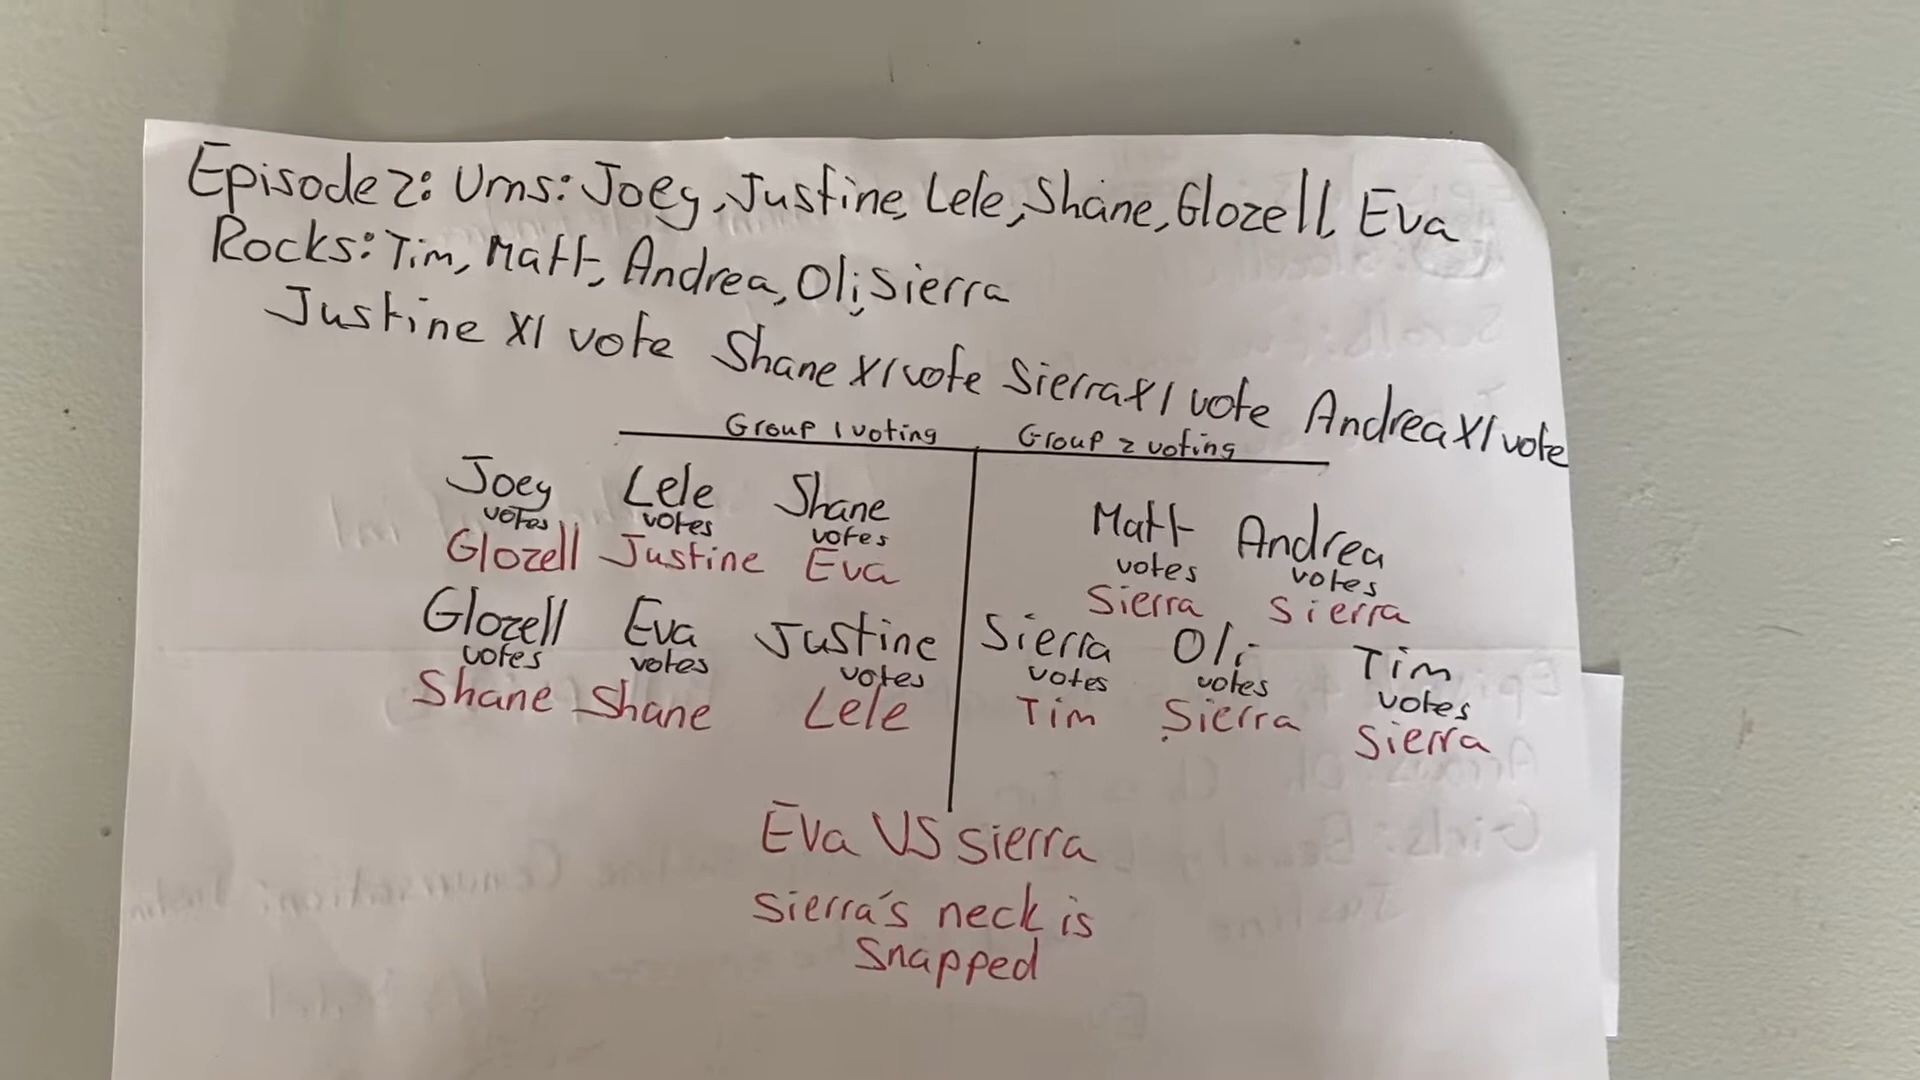 Episode 2: Urns: Joey, Justine, Lele, Shane, Glozell, Eva
Rocks: Tim, Matt, Andrea, Oli, Sierra
Justine X1 vote Shane X1 vote Sierra X1 vote Andrea X1 vote
Group 1 voting Group 2 voting
Joey Lele Shane
votes votes votes
Glozell Justine Eva
Glozell Eva Justine
votes votes votes
Shane Shane Lele
Matt Andrea
votes votes
Sierra Sierra
Sierra Oli Tim
votes votes votes
Tim Sierra Sierra
Eva VS Sierra
Sierra's neck is
Snapped